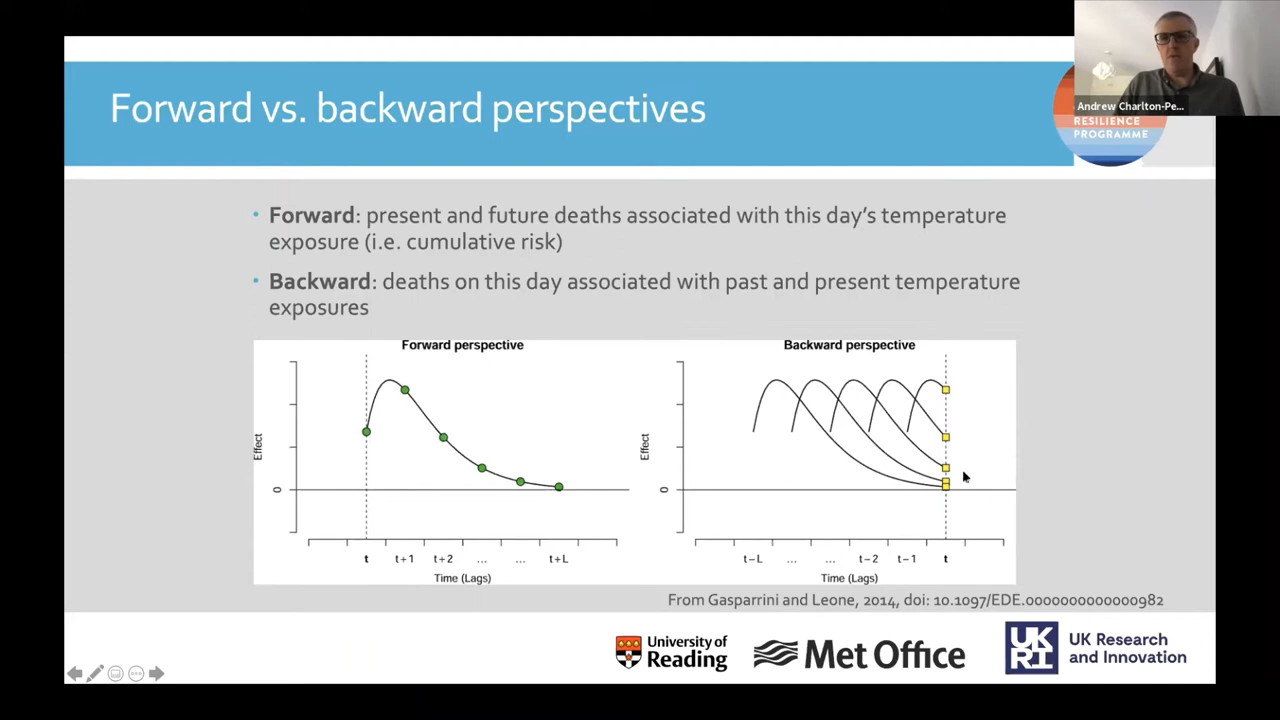 Forward vs. backward perspectives
Andrew Charlton-Pe...
RESILIENCE
PROGRAMME
• Forward: present and future deaths associated with this day's temperature
exposure (i.e. cumulative risk)
• Backward: deaths on this day associated with past and present temperature
exposures
Forward perspective
Effect
0
t
t+1
t+2
...
...
t+L
Time (Lags)
Backward perspective
Effect
0
t−L
...
...
t−2
t−1
t
Time (Lags)
From Gasparrini and Leone, 2014, doi: 10.1097/EDE.0000000000000982
University of
Reading
Met Office
UK
RI
UK Research
and Innovation